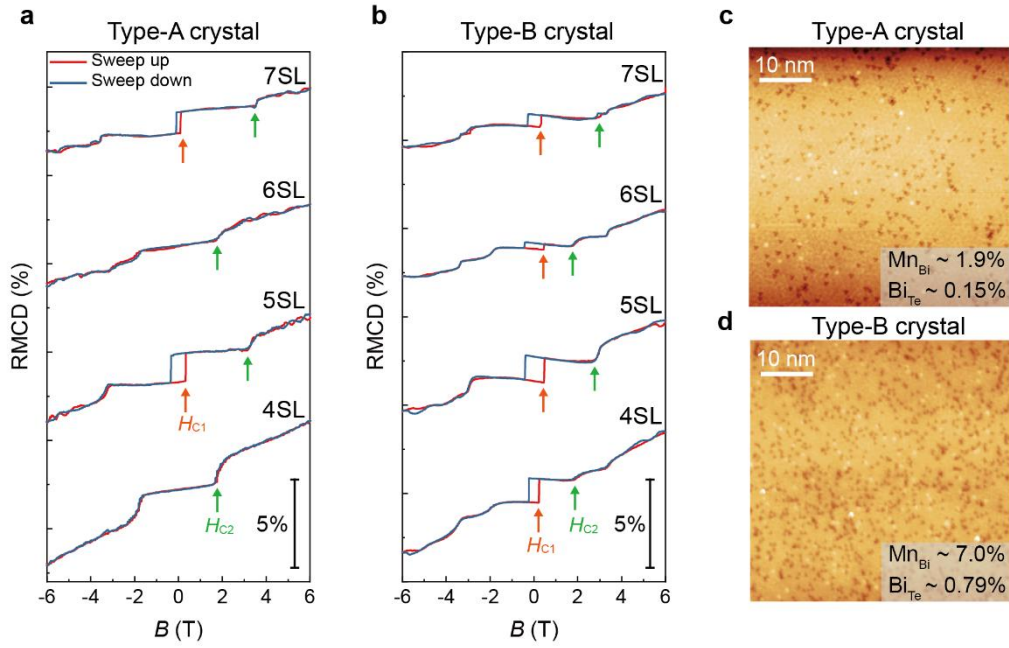 a
Type-A crystal
Sweep up
Sweep down
7SL
6SL
5SL
H_C1
4SL
H_C2
5%
RMCD (%)
-6 -4 -2 0 2 4 6
B (T)
b
Type-B crystal
7SL
6SL
5SL
4SL
H_C1
H_C2
5%
RMCD (%)
-6 -4 -2 0 2 4 6
B (T)
c
Type-A crystal
10 nm
Mn_Bi ~ 1.9%
Bi_Te ~ 0.15%
d
Type-B crystal
10 nm
Mn_Bi ~ 7.0%
Bi_Te ~ 0.79%